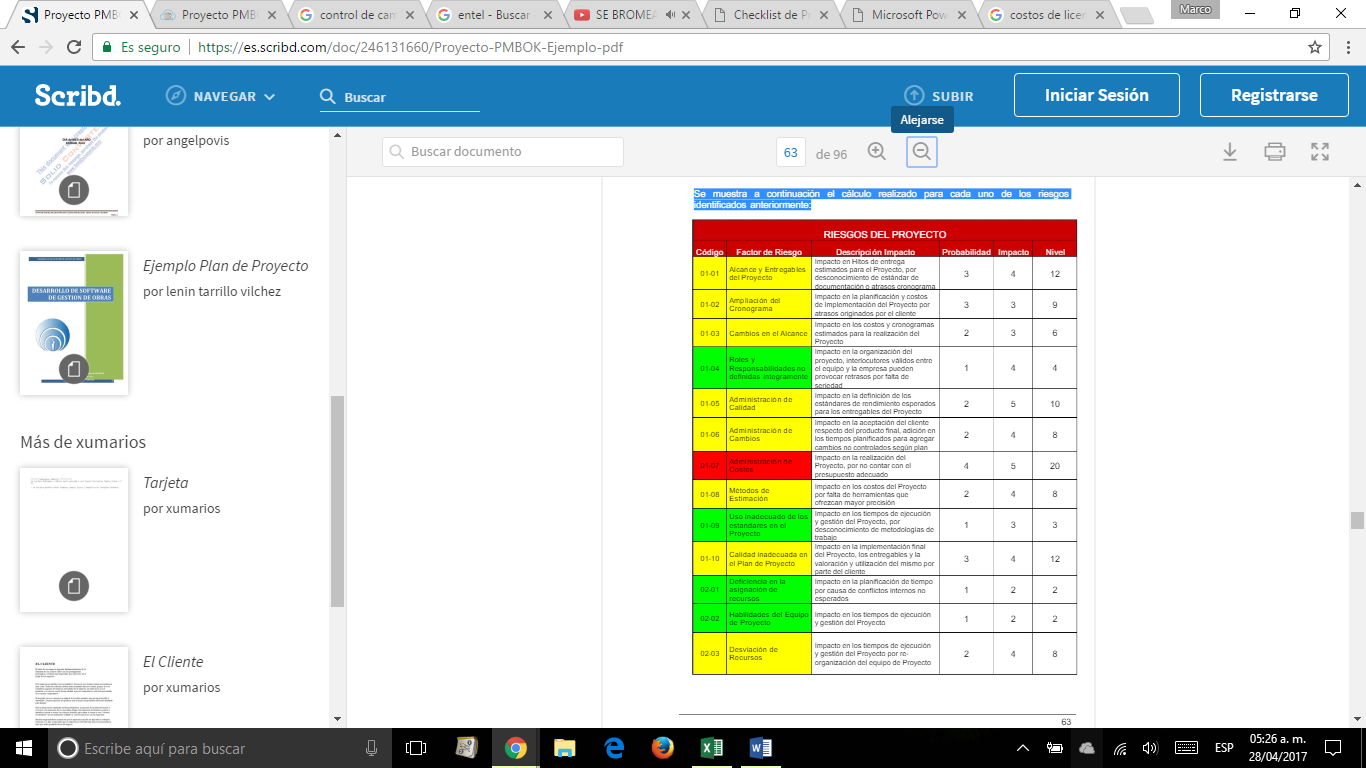 Proyecto PMB
Proyecto PMB
control de cam
entel - Buscar
SE BROMEA
Checklist de P
Microsoft Pow
costos de licen
Marco
Es seguro
https://es.scribd.com/doc/246131660/Proyecto-PMBOK-Ejemplo-pdf
Scribd.
NAVEGAR
Buscar
SUBIR
Iniciar Sesión
Registrarse
Alejarse
por angelpovis
Buscar documento
63
de 96
DESARROLLO DE SOFTWARE
DE GESTION DE OBRAS
Ejemplo Plan de Proyecto
por lenin tarrillo vilchez
Más de xumarios
Tarjeta
por xumarios
EL CLIENTE
El Cliente
por xumarios
Se muestra a continuación el cálculo realizado para cada uno de los riesgos
identificados anteriormente:
RIESGOS DEL PROYECTO
Código Factor de Riesgo Descripción Impacto Probabilidad Impacto Nivel
01-01 Alcance y Entregables del Proyecto
Impacto en Hitos de entrega
estimados para el Proyecto, por
desconocimiento de estándar de
documentación o atrasos cronograma
3 4 12
01-02 Ampliación del Cronograma
Impacto en la planificación y costos
de Implementación del Proyecto por
atrasos originados por el cliente
3 3 9
01-03 Cambios en el Alcance
Impacto en los costos y cronogramas
estimados para la realización del
Proyecto
2 3 6
01-04 Roles y Responsabilidades no definidas íntegramente
Impacto en la organización del
proyecto, interlocutores válidos entre
el equipo y la empresa pueden
provocar retrasos por falta de
seriedad
1 4 4
01-05 Administración de Calidad
Impacto en la definición de los
estándares de rendimiento esperados
para los entregables del Proyecto
2 5 10
01-06 Administración de Cambios
Impacto en la aceptación del cliente
respecto del producto final, adición en
los tiempos planificados para agregar
cambios no controlados según plan
2 4 8
01-07 Administración de Costos
Impacto en la realización del
Proyecto, por no contar con el
presupuesto adecuado
4 5 20
01-08 Métodos de Estimación
Impacto en los costos del Proyecto
por falta de herramientas que
ofrezcan mayor precisión
2 4 8
01-09 Uso inadecuado de los estándares en el Proyecto
Impacto en los tiempos de ejecución
y gestión del Proyecto, por
desconocimiento de metodologías de
trabajo
1 3 3
01-10 Calidad inadecuada en el Plan de Proyecto
Impacto en la implementación final
del Proyecto, los entregables y la
valoración y utilización del mismo por
parte del cliente
3 4 12
02-01 Deficiencia en la asignación de recursos
Impacto en la planificación de tiempo
por causa de conflictos internos no
esperados
1 2 2
02-02 Habilidades del Equipo de Proyecto
Impacto en los tiempos de ejecución
y gestión del Proyecto
1 2 2
02-03 Desviación de Recursos
Impacto en los tiempos de ejecución
y gestión del Proyecto por re-
organización del equipo de Proyecto
2 4 8
63
Escribe aquí para buscar
ESP
05:26 a. m.
28/04/2017